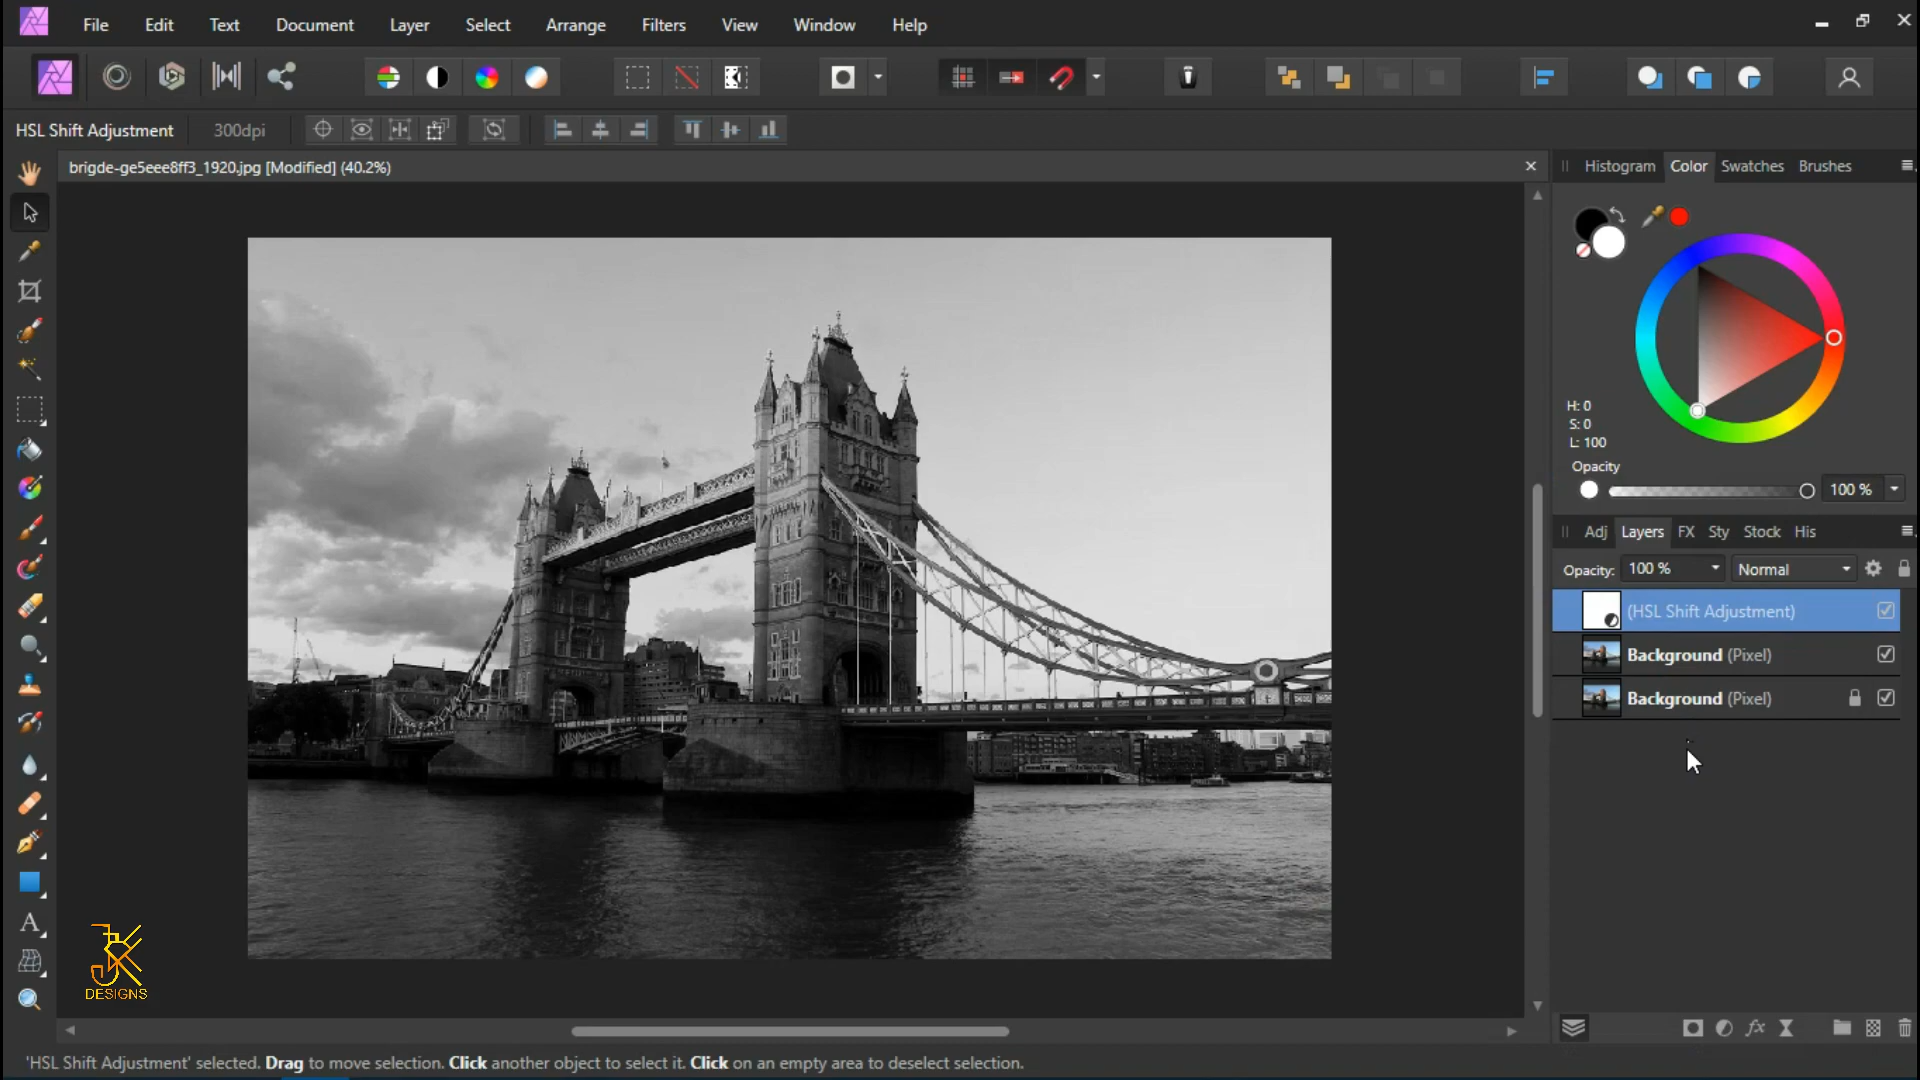 File Edit Text Document Layer Select Arrange Filters View Window Help
HSL Shift Adjustment 300dpi
brigde-ge5eee8ff3_1920.jpg [Modified] (40.2%)
Histogram Color Swatches Brushes
H: 0
S: 0
L: 100
Opacity
100 %
Adj Layers FX Sty Stock His
Opacity: 100 % Normal
(HSL Shift Adjustment)
Background (Pixel)
Background (Pixel)
JK
DESIGNS
'HSL Shift Adjustment' selected. Drag to move selection. Click another object to select it. Click on an empty area to deselect selection.